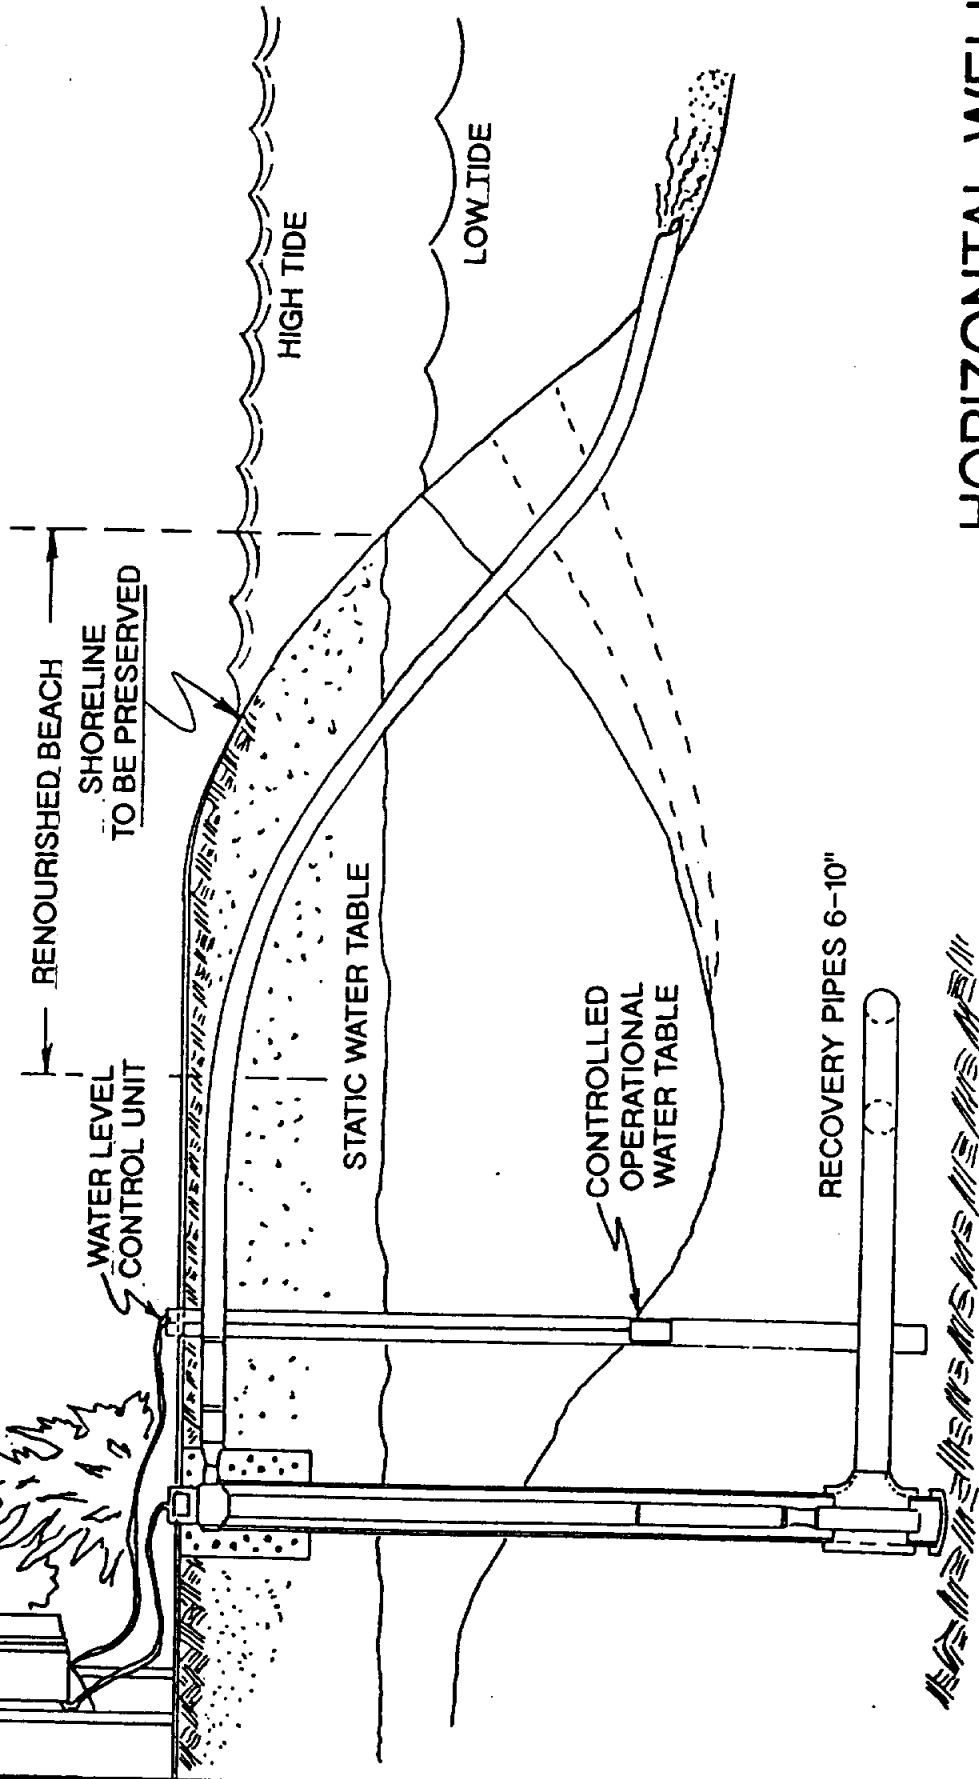 RENOURISHED BEACH
SHORELINE
TO BE PRESERVED
WATER LEVEL
CONTROL UNIT
HIGH TIDE
LOW TIDE
STATIC WATER TABLE
CONTROLLED
OPERATIONAL
WATER TABLE
RECOVERY PIPES 6-10"
HORIZONTAL